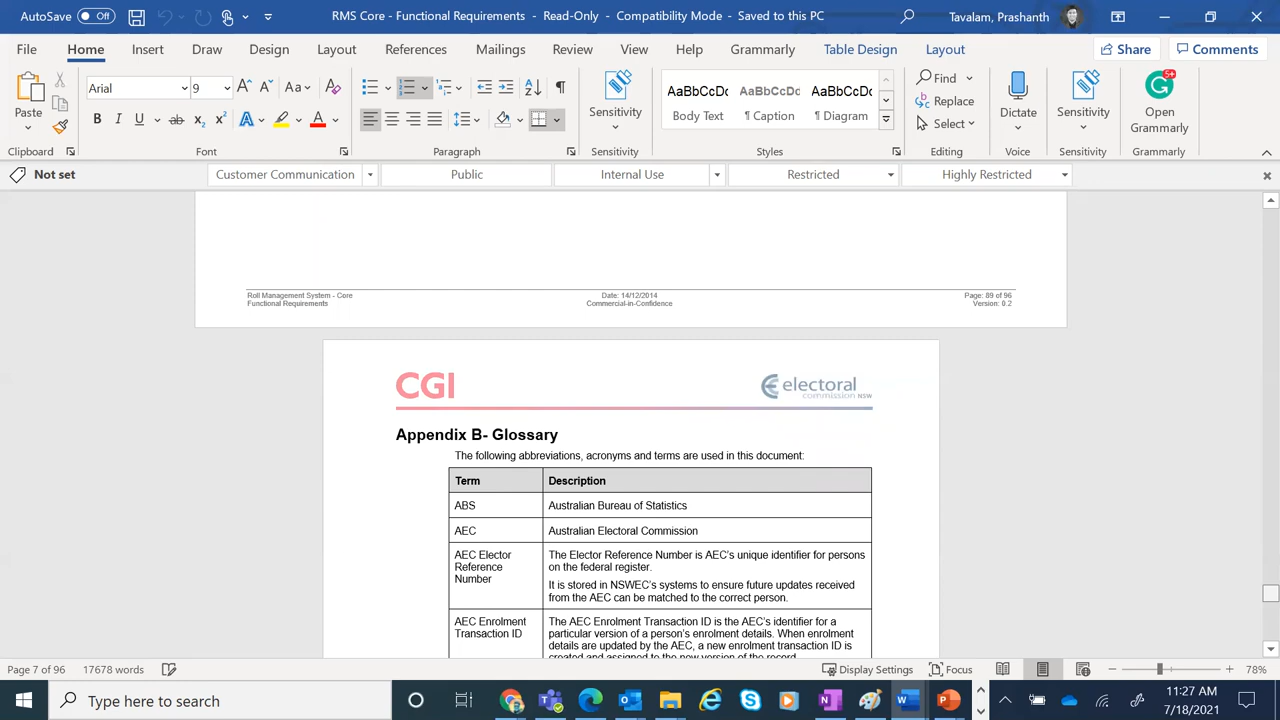 AutoSave Off RMS Core - Functional Requirements - Read-Only - Compatibility Mode - Saved to this PC Tavalam, Prashanth
File Home Insert Draw Design Layout References Mailings Review View Help Grammarly Table Design Layout Share Comments
Paste
Clipboard
Arial 9
Font
Paragraph
Sensitivity
Sensitivity
AaBbCcDc AaBbCcDc AaBbCcDc
Body Text ¶ Caption ¶ Diagram
Styles
Find
Replace
Select
Editing
Dictate
Voice
Sensitivity
Sensitivity
Open
Grammarly
Grammarly
Not set Customer Communication Public Internal Use Restricted Highly Restricted
Roll Management System - Core Date: 14/12/2014 Page: 89 of 96
Functional Requirements Commercial-in-Confidence Version: 0.2
CGI electoral
commission NSW
Appendix B- Glossary
The following abbreviations, acronyms and terms are used in this document:
Term Description
ABS Australian Bureau of Statistics
AEC Australian Electoral Commission
AEC Elector
Reference
Number
The Elector Reference Number is AEC's unique identifier for persons
on the federal register.
It is stored in NSWEC's systems to ensure future updates received
from the AEC can be matched to the correct person.
AEC Enrolment
Transaction ID
The AEC Enrolment Transaction ID is the AEC's identifier for a
particular version of a person's enrolment details. When enrolment
details are updated by the AEC, a new enrolment transaction ID is
created and assigned to the new version of the record
Page 7 of 96 17678 words Display Settings Focus 78%
Type here to search
11:27 AM
7/18/2021